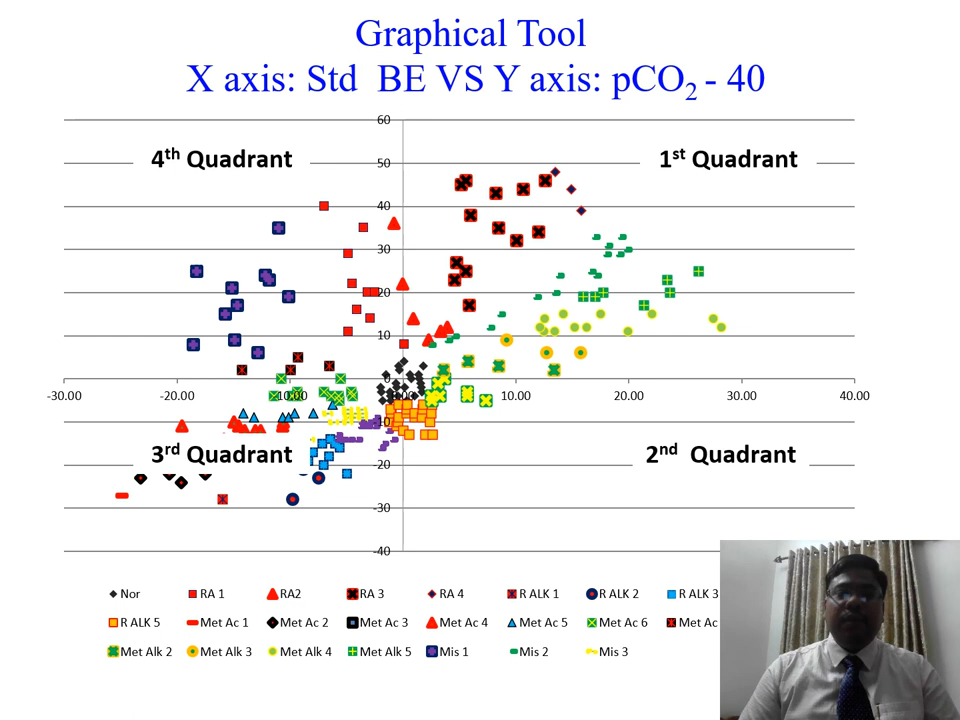 Graphical Tool
X axis: Std BE VS Y axis: pCO₂ - 40
60
4th Quadrant
1st Quadrant
50
40
30
20
10
0
-30.00 -20.00 -10.00 10.00 20.00 30.00 40.00
-10
3rd Quadrant
2nd Quadrant
-20
-30
-40
Nor RA 1 RA2 RA 3 RA 4 R ALK 1 R ALK 2 R ALK 3
R ALK 5 Met Ac 1 Met Ac 2 Met Ac 3 Met Ac 4 Met Ac 5 Met Ac 6 Met Ac
Met Alk 2 Met Alk 3 Met Alk 4 Met Alk 5 Mis 1 Mis 2 Mis 3